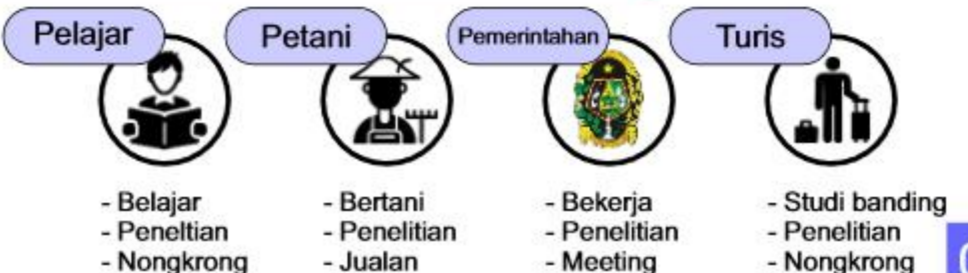 Pelajar
Petani
Pemerintahan
Turis
- Belajar
- Peneltian
- Nongkrong
- Bertani
- Penelitian
- Jualan
- Bekerja
- Penelitian
- Meeting
- Studi banding
- Penelitian
- Nongkrong